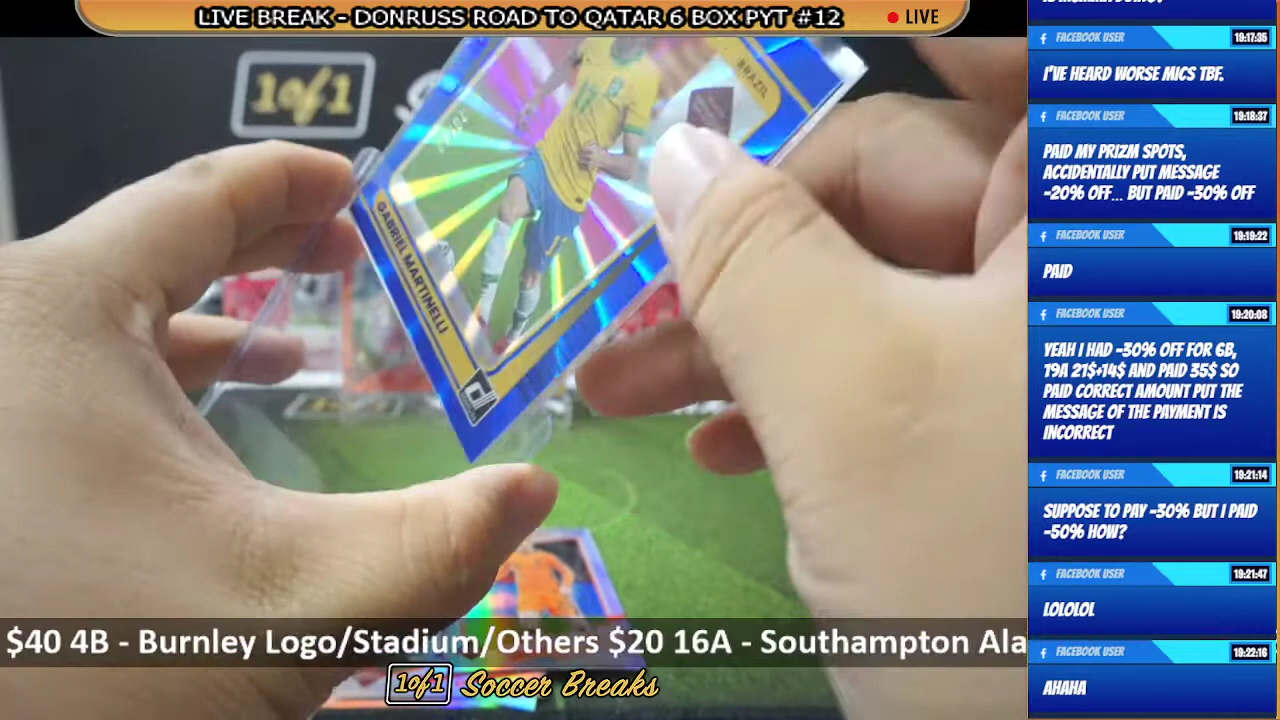 LIVE BREAK - DONRUSS ROAD TO QATAR 6 BOX PYT #12
LIVE
1of1
BRAZIL
17
GABRIEL MARTINELLI
$40 4B - Burnley Logo/Stadium/Others $20 16A - Southampton Ala
1of1 Soccer Breaks
FACEBOOK USER 19:17:35
I'VE HEARD WORSE MICS TBF.
FACEBOOK USER 19:18:37
PAID MY PRIZM SPOTS,
ACCIDENTALLY PUT MESSAGE
-20% OFF... BUT PAID -30% OFF
FACEBOOK USER 19:19:22
PAID
FACEBOOK USER 19:20:08
YEAH I HAD -30% OFF FOR 6B,
19A 21$+14$ AND PAID 35$ SO
PAID CORRECT AMOUNT PUT THE
MESSAGE OF THE PAYMENT IS
INCORRECT
FACEBOOK USER 19:21:14
SUPPOSE TO PAY -30% BUT I PAID
-50% HOW?
FACEBOOK USER 19:21:47
LOLOLOL
FACEBOOK USER 19:22:16
AHAHA